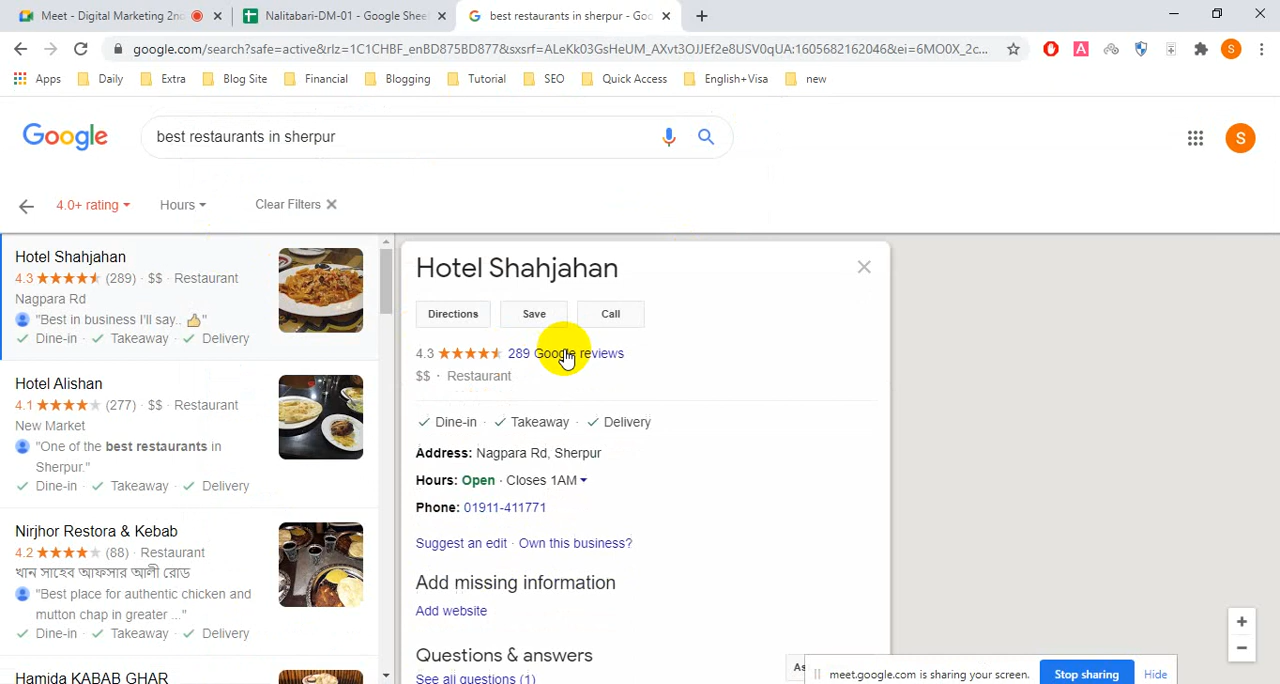 Meet - Digital Marketing 2nd
Nalitabari-DM-01 - Google Shee
best restaurants in sherpur - Goo
google.com/search?safe=active&rlz=1C1CHBF_enBD875BD877&sxsrf=ALeKk03GsHeUM_AXvt3OJJEf2e8USV0qUA:1605682162046&ei=6MO0X_2c...
Apps
Daily
Extra
Blog Site
Financial
Blogging
Tutorial
SEO
Quick Access
English+Visa
new
Google
best restaurants in sherpur
S
4.0+ rating
Hours
Clear Filters
Hotel Shahjahan
4.3 (289) · $$ · Restaurant
Nagpara Rd
"Best in business I'll say.. 👍"
✓ Dine-in · ✓ Takeaway · ✓ Delivery
Hotel Alishan
4.1 (277) · $$ · Restaurant
New Market
"One of the best restaurants in
Sherpur."
✓ Dine-in · ✓ Takeaway · ✓ Delivery
Nirjhor Restora & Kebab
4.2 (88) · Restaurant
খান সাহেব আফসার আলী রোড
"Best place for authentic chicken and
mutton chap in greater ..."
✓ Dine-in · ✓ Takeaway · ✓ Delivery
Hamida KABAB GHAR
Hotel Shahjahan
Directions
Save
Call
4.3 289 Google reviews
$$ · Restaurant
✓ Dine-in · ✓ Takeaway · ✓ Delivery
Address: Nagpara Rd, Sherpur
Hours: Open · Closes 1AM
Phone: 01911-411771
Suggest an edit · Own this business?
Add missing information
Add website
Questions & answers
See all questions (1)
As
meet.google.com is sharing your screen.
Stop sharing
Hide